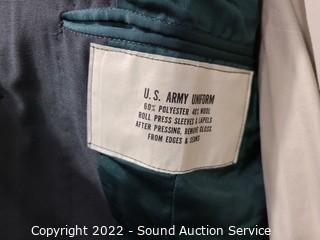 U.S. ARMY UNIFORM
60% POLYESTER 40% WOOL
ROLL PRESS SLEEVES & LAPELS
AFTER PRESSING, REMOVE GLOSS
FROM EDGES & SEAMS
Copyright 2022 - Sound Auction Service